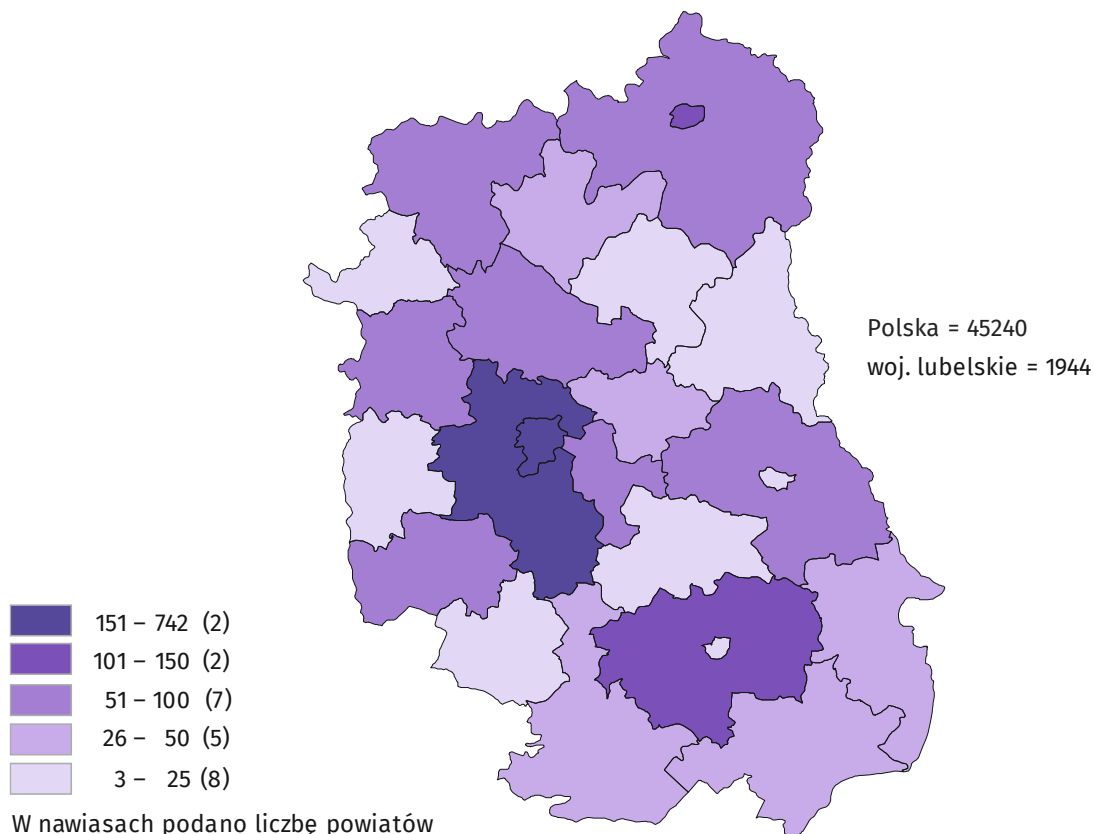 Polska = 45240
woj. lubelskie = 1944
151 – 742 (2)
101 – 150 (2)
51 – 100 (7)
26 – 50 (5)
3 – 25 (8)
W nawiasach podano liczbę powiatów